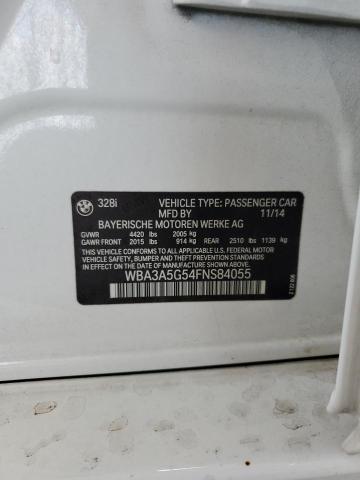 328i VEHICLE TYPE: PASSENGER CAR
MFD BY 11/14
BAYERISCHE MOTOREN WERKE AG
GVWR 4420 lbs 2005 kg
GAWR FRONT 2015 lbs 914 kg REAR 2510 lbs 1139 kg
THIS VEHICLE CONFORMS TO ALL APPLICABLE U.S. FEDERAL MOTOR
VEHICLE SAFETY, BUMPER AND THEFT PREVENTION STANDARDS IN
EFFECT ON THE DATE OF MANUFACTURE SHOWN ABOVE.
WBA3A5G54FNS84055